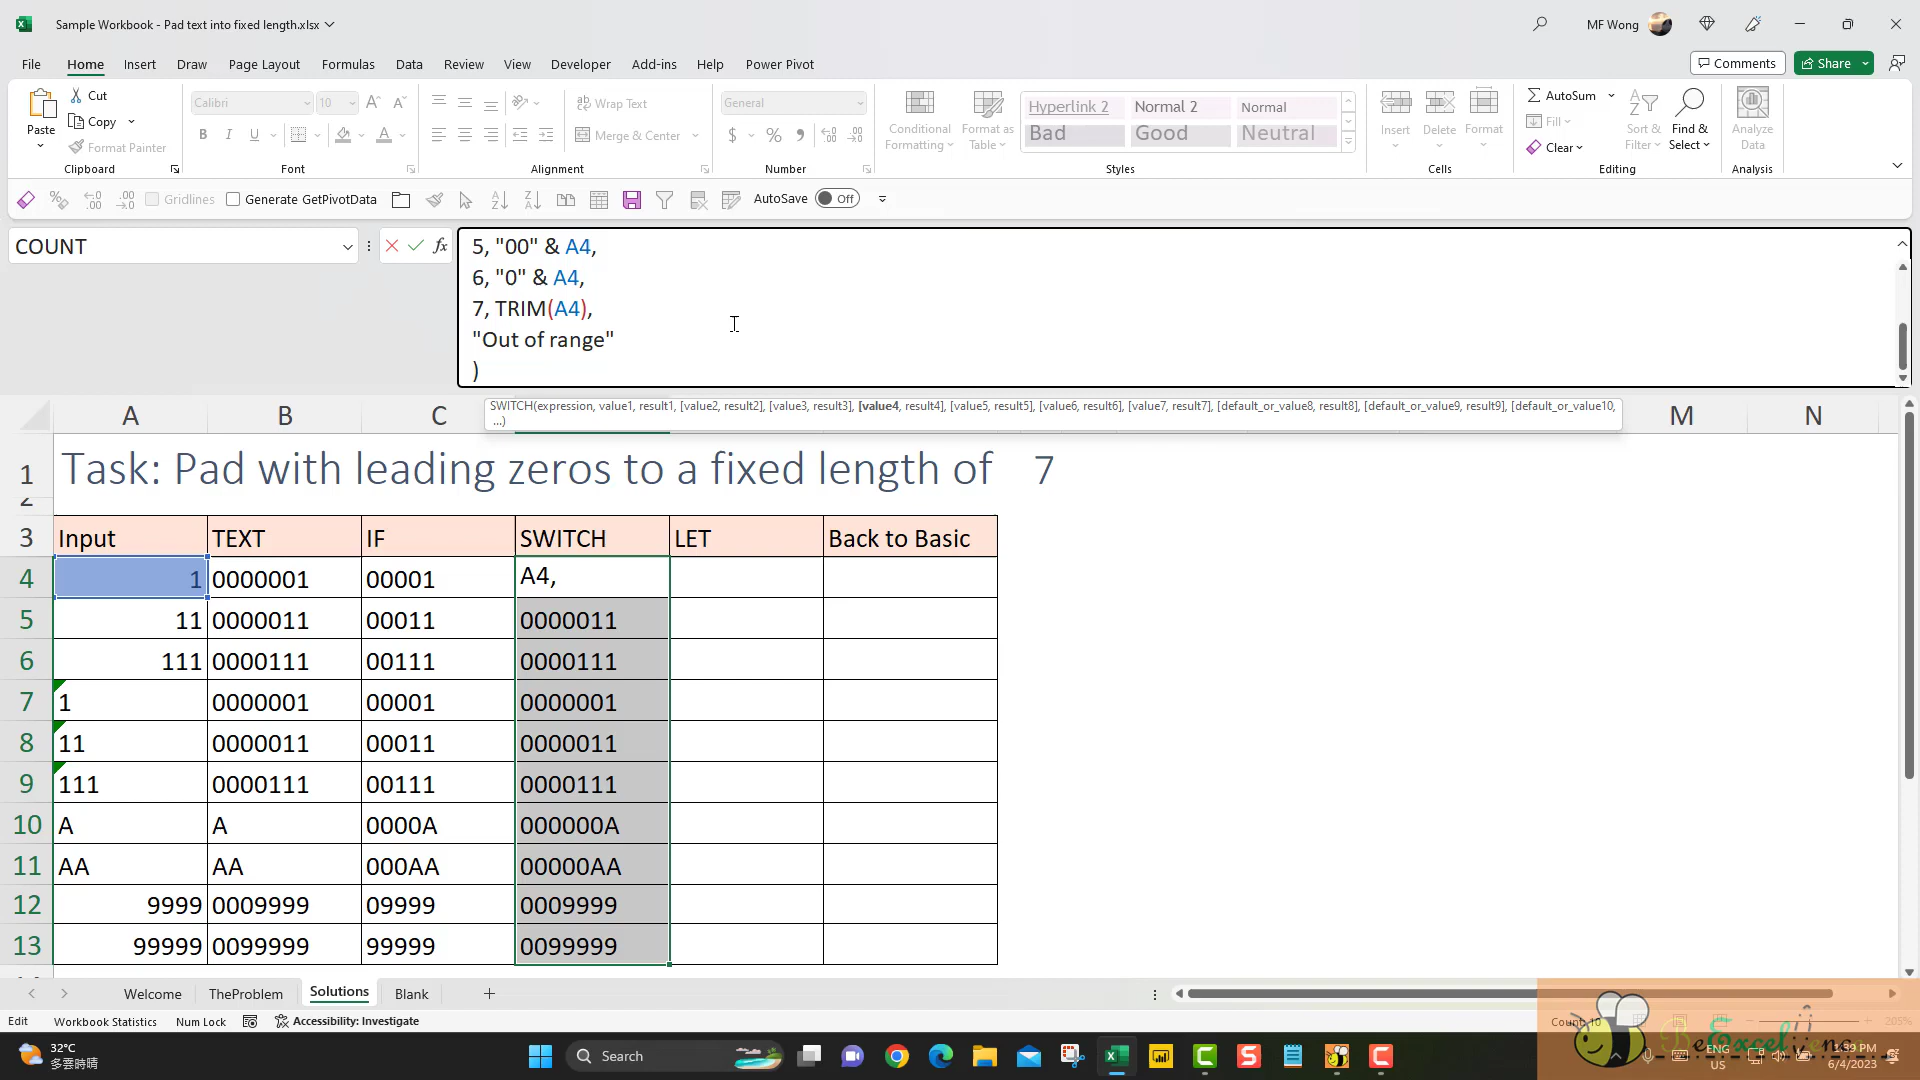 Sample Workbook - Pad text into fixed length.xlsx
MF Wong
File Home Insert Draw Page Layout Formulas Data Review View Developer Add-ins Help Power Pivot
Comments Share
Paste
Cut
Copy
Format Painter
Clipboard
Calibri 10
B I U
Font
Wrap Text
Merge & Center
Alignment
General
$ % ,
Number
Conditional Formatting
Format as Table
Hyperlink 2 Normal 2 Normal
Bad Good Neutral
Styles
Insert Delete Format
Cells
AutoSum
Fill
Clear
Sort & Filter
Find & Select
Editing
Analyze Data
Analysis
Gridlines Generate GetPivotData AutoSave Off
COUNT
fx
5, "00" & A4,
6, "0" & A4,
7, TRIM(A4),
"Out of range"
)
SWITCH(expression, value1, result1, [value2, result2], [value3, result3], [value4, result4], [value5, result5], [value6, result6], [value7, result7], [default_or_value8, result8], [default_or_value9, result9], [default_or_value10,
...)
A B C M N
1 Task: Pad with leading zeros to a fixed length of 7
2
3 Input TEXT IF SWITCH LET Back to Basic
4 1 0000001 00001 A4,
5 11 0000011 00011 0000011
6 111 0000111 00111 0000111
7 1 0000001 00001 0000001
8 11 0000011 00011 0000011
9 111 0000111 00111 0000111
10 A A 0000A 000000A
11 AA AA 000AA 00000AA
12 9999 0009999 09999 0009999
13 99999 0099999 99999 0099999
Welcome TheProblem Solutions Blank
Edit Workbook Statistics Num Lock Accessibility: Investigate Count: 10 205%
32°C
多雲時晴
Search
BeExcelvence
ENG
US
6/4/2023